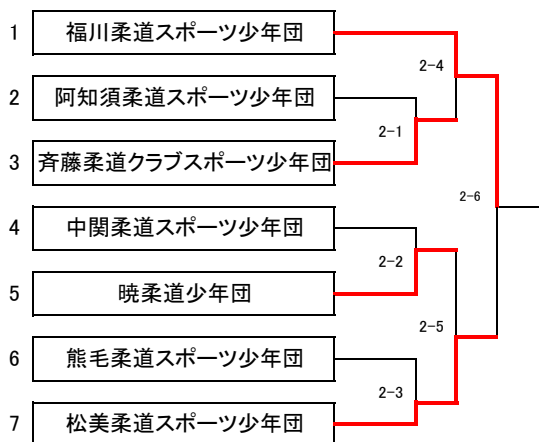 1 福川柔道スポーツ少年団
2-4
2 阿知須柔道スポーツ少年団
2-1
3 斉藤柔道クラブスポーツ少年団
2-6
4 中関柔道スポーツ少年団
2-2
5 暁柔道少年団
2-5
6 熊毛柔道スポーツ少年団
2-3
7 松美柔道スポーツ少年団